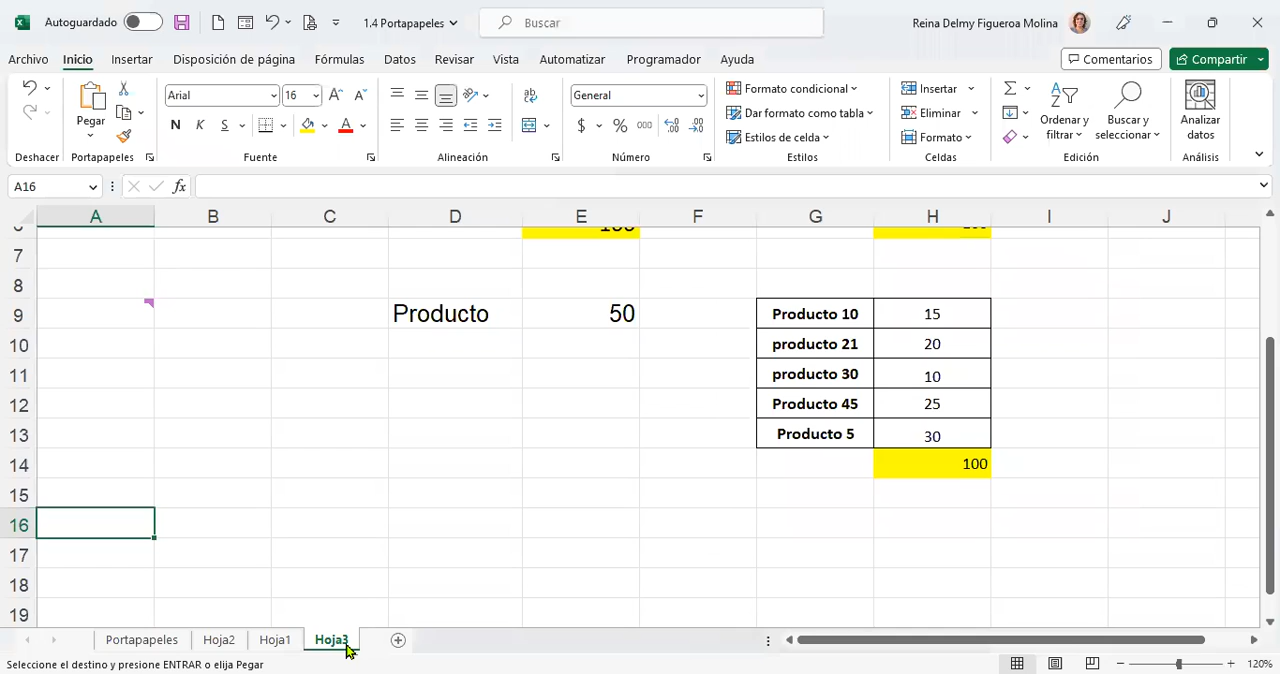 Autoguardado 1.4 Portapapeles Buscar Reina Delmy Figueroa Molina
Archivo Inicio Insertar Disposición de página Fórmulas Datos Revisar Vista Automatizar Programador Ayuda Comentarios Compartir
Pegar
Arial 16
N K S
General
$ % 000
Formato condicional
Dar formato como tabla
Estilos de celda
Insertar
Eliminar
Formato
Ordenar y filtrar
Buscar y seleccionar
Analizar datos
Deshacer Portapapeles Fuente Alineación Número Estilos Celdas Edición Análisis
A16 fx
A B C D E F G H I J
7
8
9 Producto 50 Producto 10 15
10 producto 21 20
11 producto 30 10
12 Producto 45 25
13 Producto 5 30
14 100
15
16
17
18
19
Portapapeles Hoja2 Hoja1 Hoja3
Seleccione el destino y presione ENTRAR o elija Pegar 120%